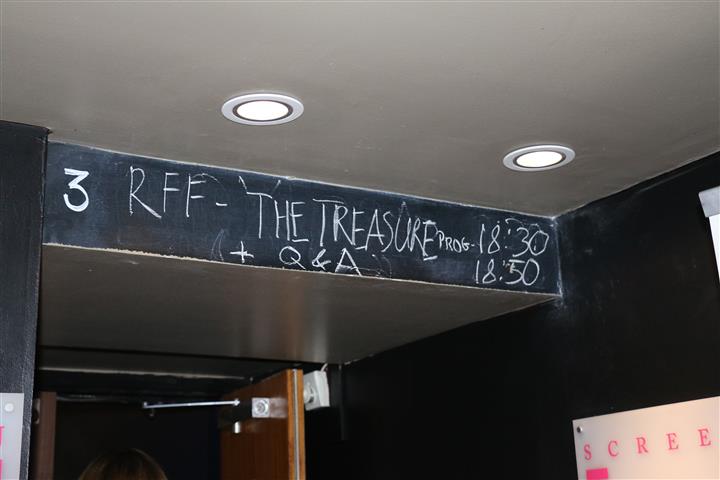 3 RFF - THE TREASURE PROG - 18:30
+ Q & A 18:50
SCREE